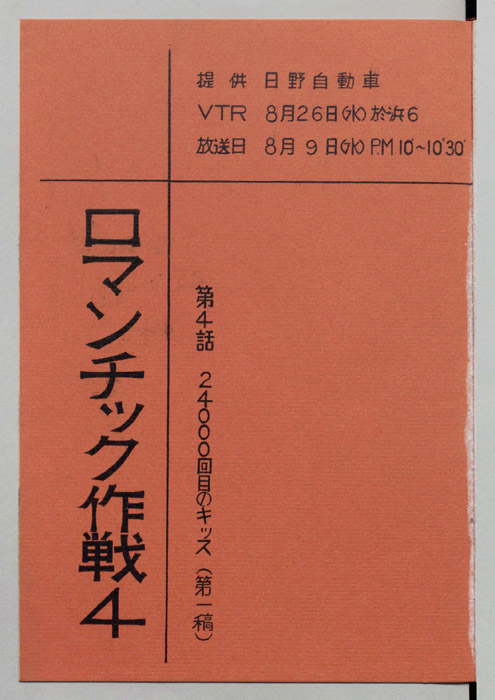 提供 日野自動車
VTR 8月26日(水)於浜6
放送日 8月9日(水)P.M.10°~10°30'
ロマンチック作戦4
第4話 24000回目のキッス(第一稿)